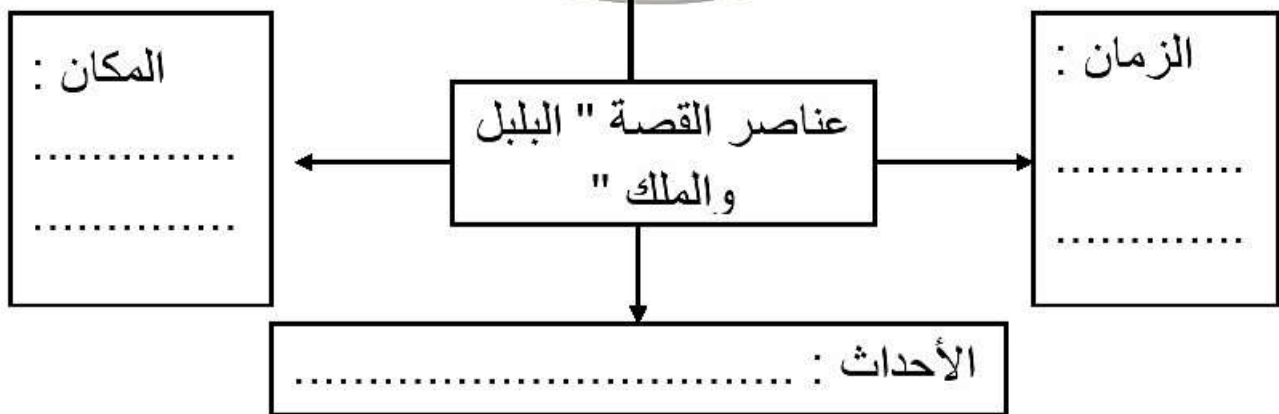 الزمان :
.............
.............
عناصر القصة " البلبل
والملك "
المكان :
..............
..............
الأحداث : ..................................